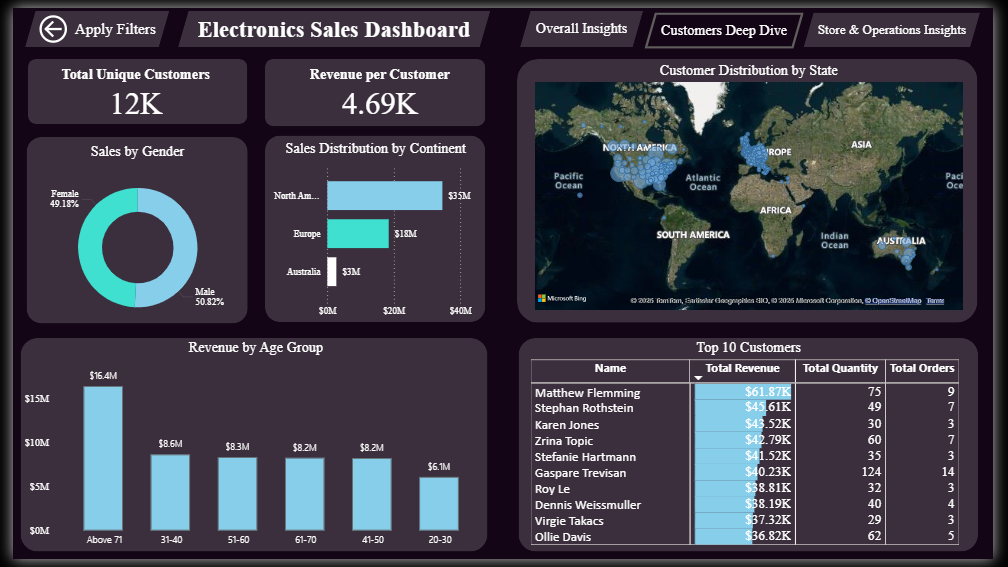 Apply Filters
Electronics Sales Dashboard
Overall Insights
Customers Deep Dive
Store & Operations Insights
Total Unique Customers
12K
Revenue per Customer
4.69K
Customer Distribution by State
NORTH AMERICA
ROPE
ASIA
Pacific
Ocean
Atlantic
Ocean
AFRICA
SOUTH AMERICA
Indian
Ocean
AUSTRALIA
Paci
Oce
Microsoft Bing
© 2025 TomTom, Earthstar Geographics SIO, © 2025 Microsoft Corporation, © OpenStreetMap Terms
Sales by Gender
Female
49.18%
Male
50.82%
Sales Distribution by Continent
North Am... $35M
Europe $18M
Australia $3M
$0M $20M $40M
Revenue by Age Group
$15M
$10M
$5M
$0M
$16.4M
$8.6M
$8.3M
$8.2M
$8.2M
$6.1M
Above 71 31-40 51-60 61-70 41-50 20-30
Top 10 Customers
Name Total Revenue Total Quantity Total Orders
Matthew Flemming $61.87K 75 9
Stephan Rothstein $45.61K 49 7
Karen Jones $43.52K 30 3
Zrina Topic $42.79K 60 7
Stefanie Hartmann $41.52K 35 3
Gaspare Trevisan $40.23K 124 14
Roy Le $38.81K 32 3
Dennis Weissmuller $38.19K 40 4
Virgie Takacs $37.32K 29 3
Ollie Davis $36.82K 62 5